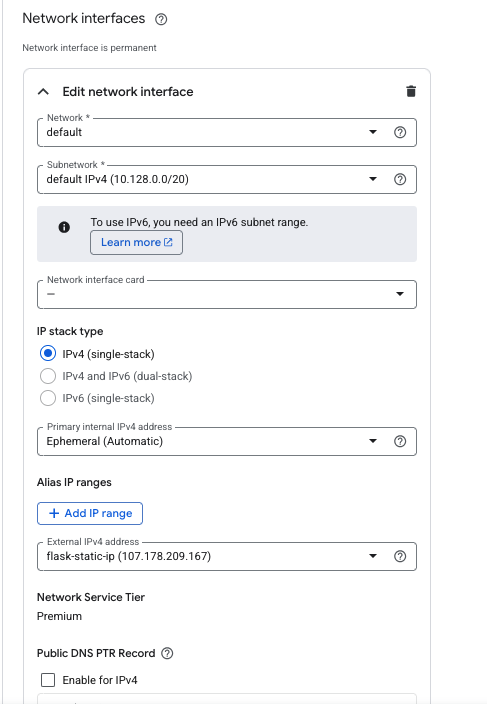 Network interfaces
Network interface is permanent
Edit network interface
Network *
default
Subnetwork *
default IPv4 (10.128.0.0/20)
To use IPv6, you need an IPv6 subnet range.
Learn more
Network interface card
—
IP stack type
IPv4 (single-stack)
IPv4 and IPv6 (dual-stack)
IPv6 (single-stack)
Primary internal IPv4 address
Ephemeral (Automatic)
Alias IP ranges
+ Add IP range
External IPv4 address
flask-static-ip (107.178.209.167)
Network Service Tier
Premium
Public DNS PTR Record
Enable for IPv4